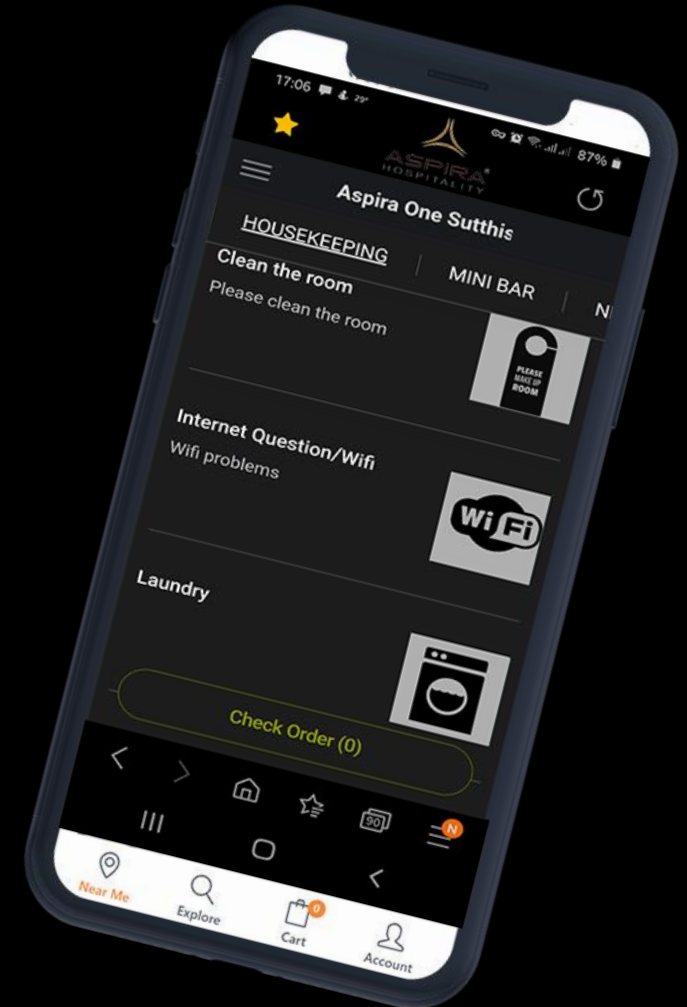 17:06 29°
87%
ASPIRA
HOSPITALITY
Aspira One Sutthis
HOUSEKEEPING | MINI BAR |
Clean the room
Please clean the room
PLEASE
MAKE UP
ROOM
Internet Question/Wifi
Wifi problems
Wi Fi
Laundry
Check Order (0)
90
N
Near Me
Explore
0
Cart
Account